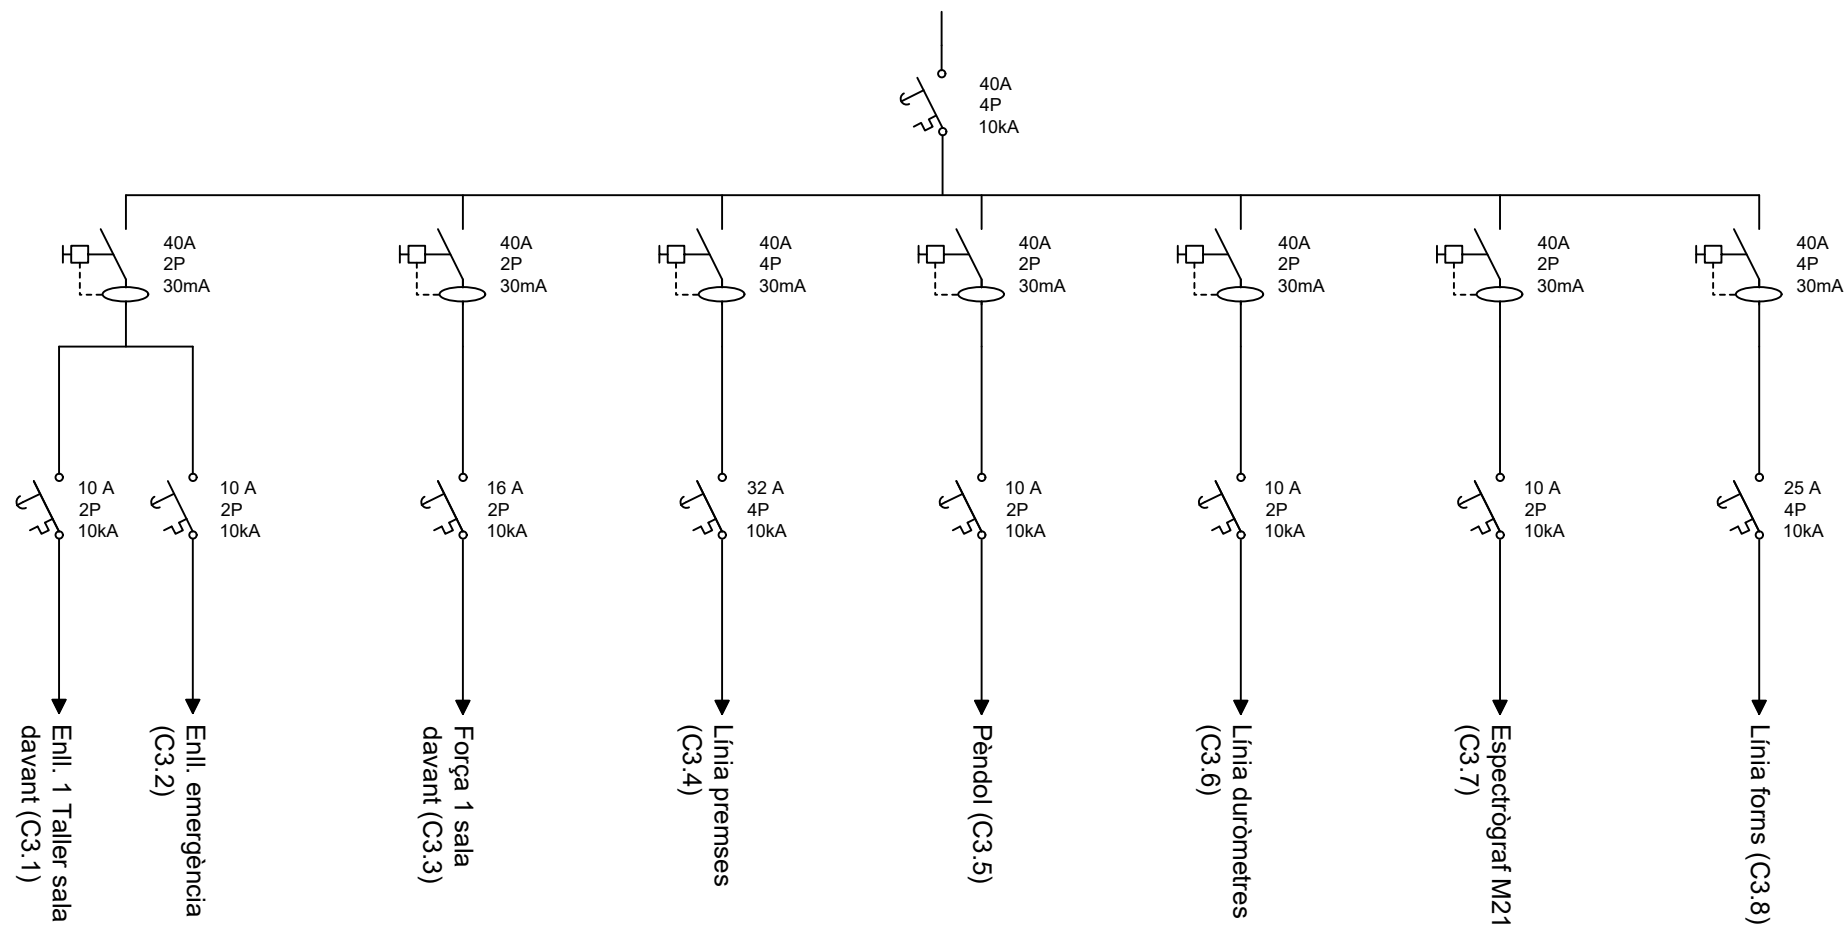 40A
4P
10kA
40A
2P
30mA
40A
2P
30mA
40A
4P
30mA
40A
2P
30mA
40A
2P
30mA
40A
2P
30mA
40A
4P
30mA
10 A
2P
10kA
10 A
2P
10kA
16 A
2P
10kA
32 A
4P
10kA
10 A
2P
10kA
10 A
2P
10kA
10 A
2P
10kA
25 A
4P
10kA
Enll. 1 Taller sala
davant (C3.1)
Enll. emergència
(C3.2)
Força 1 sala
davant (C3.3)
Línia premses
(C3.4)
Pèndol (C3.5)
Línia duròmetres
(C3.6)
Espectrògraf M21
(C3.7)
Línia forns (C3.8)